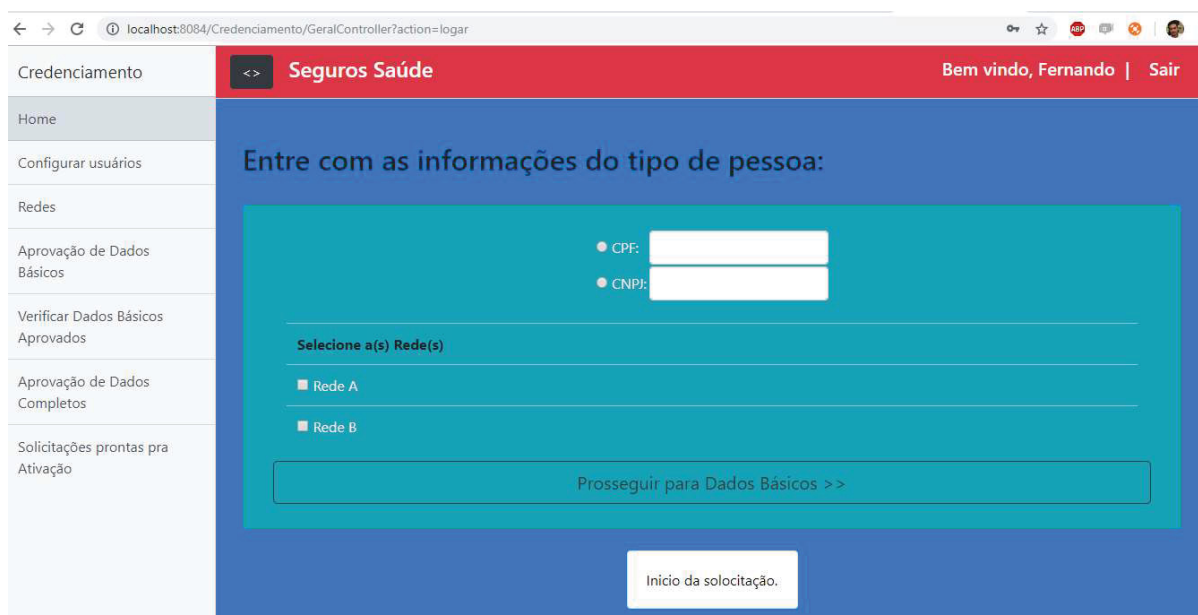 localhost:8084/Credenciamento/GeralController?action=logar
ABP
Credenciamento
<> Seguros Saúde
Bem vindo, Fernando | Sair
Home
Configurar usuários
Redes
Aprovação de Dados
Básicos
Verificar Dados Básicos
Aprovados
Aprovação de Dados
Completos
Solicitações prontas pra
Ativação
Entre com as informações do tipo de pessoa:
CPF:
CNPJ:
Selecione a(s) Rede(s)
Rede A
Rede B
Prosseguir para Dados Básicos >>
Inicio da solocitação.